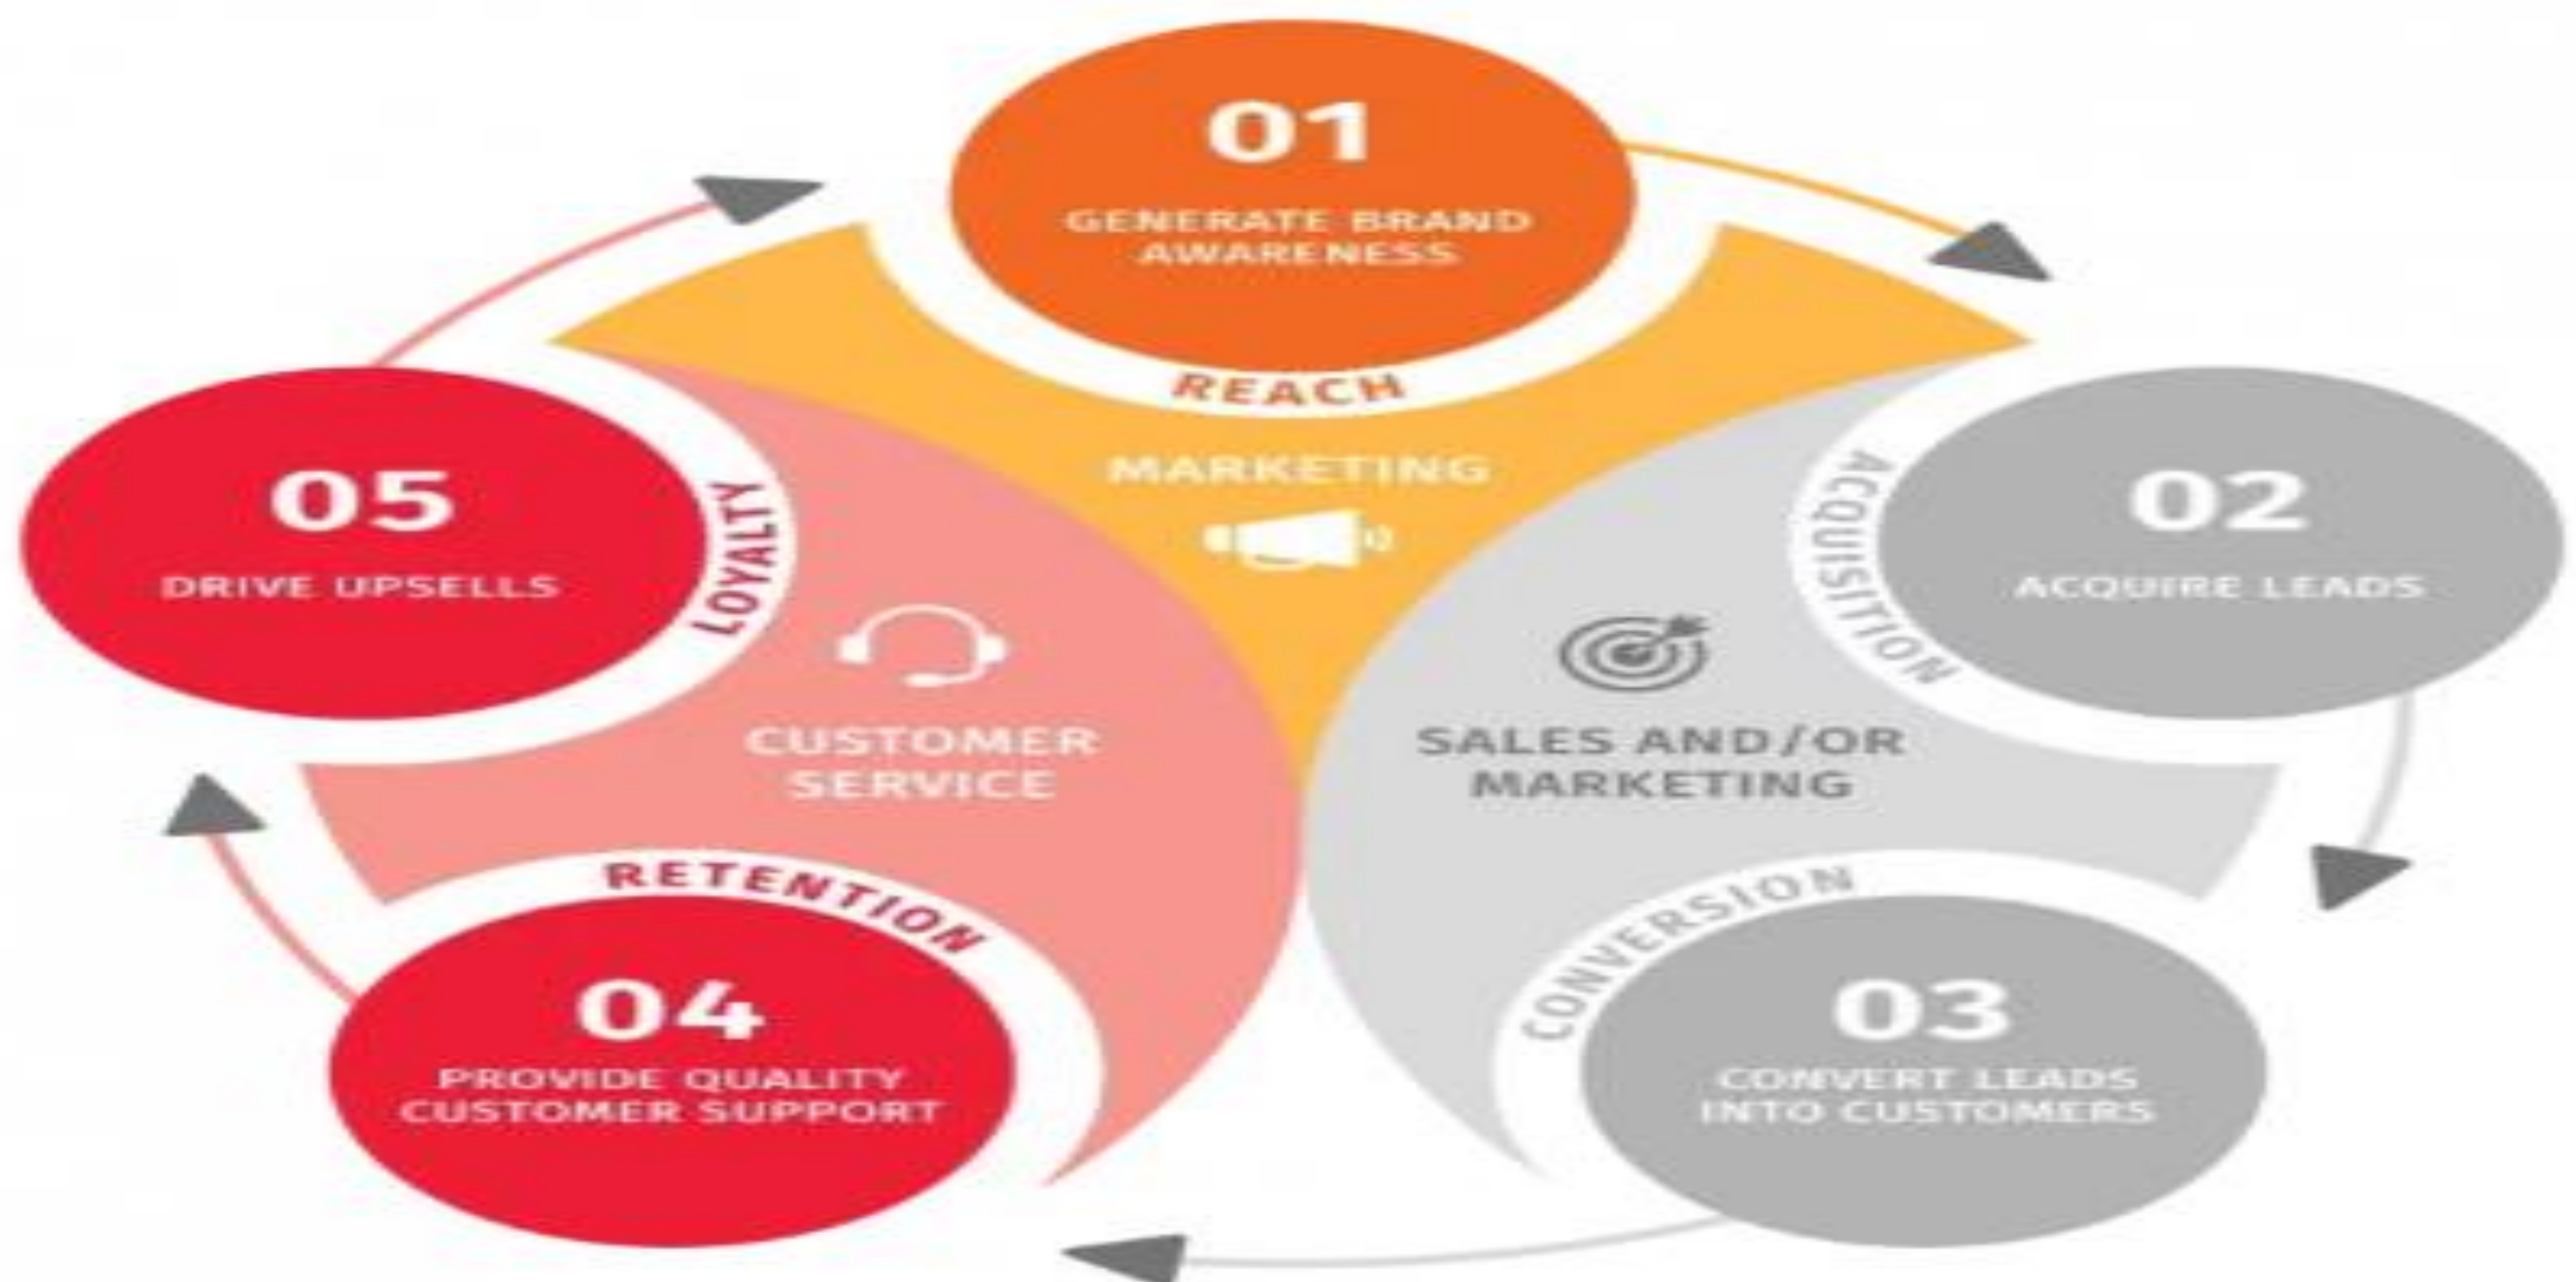 01
GENERATE BRAND
AWARENESS
REACH
MARKETING
02
ACQUIRE LEADS
ACQUISITION
SALES AND/OR
MARKETING
03
CONVERT LEADS
INTO CUSTOMERS
CONVERSION
04
PROVIDE QUALITY
CUSTOMER SUPPORT
RETENTION
CUSTOMER
SERVICE
05
DRIVE UPSELLS
LOYALTY